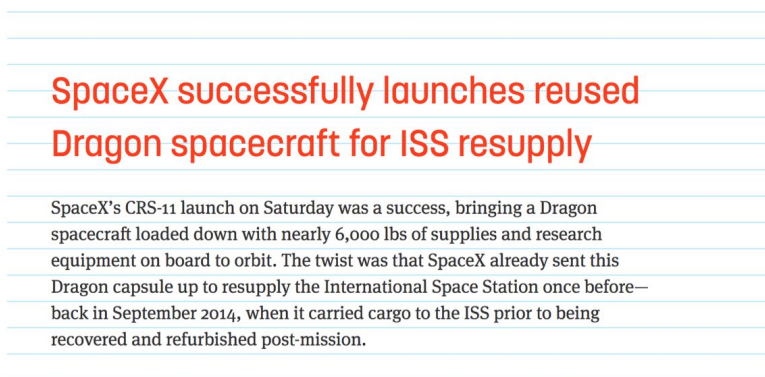 SpaceX successfully launches reused
Dragon spacecraft for ISS resupply
SpaceX’s CRS-11 launch on Saturday was a success, bringing a Dragon
spacecraft loaded down with nearly 6,000 lbs of supplies and research
equipment on board to orbit. The twist was that SpaceX already sent this
Dragon capsule up to resupply the International Space Station once before—
back in September 2014, when it carried cargo to the ISS prior to being
recovered and refurbished post-mission.